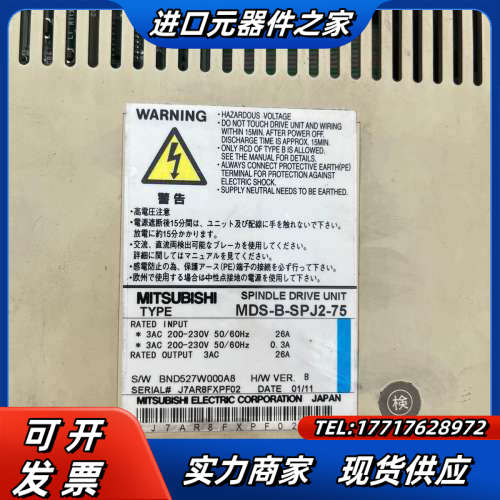 进口元器件之家
WARNING
• HAZARDOUS VOLTAGE
• DO NOT TOUCH DRIVE UNIT AND WIRING
WITHIN 15MIN. AFTER POWER OFF.
DISCHARGE TIME IS APPROX. 15MIN.
• ONLY RCD OF TYPE B IS ALLOWED.
SEE THE MANUAL FOR DETAILS.
• ALWAYS CONNECT PROTECTIVE EARTH(PE)
TERMINAL FOR PROTECTION AGAINST
ELECTRIC SHOCK.
• SUPPLY NEUTRAL NEEDS TO BE EARTHED.
警告
• 高電圧注意
• 電源遮断後15分間は、ユニット及び配線に手を触れないで下さい。
放電に約15分かかります。
• 交流、直流両検出可能なブレーカを使用して下さい。
詳細に関してはマニュアルを見て下さい。
• 感電防止の為、保護アース(PE)端子の接続を必ず行って下さい。
• 欧州で使用する場合は中性点接地の電源を使用して下さい。
MITSUBISHI SPINDLE DRIVE UNIT
TYPE MDS-B-SPJ2-75
RATED INPUT
* 3AC 200-230V 50/60Hz 26A
* 3AC 200-230V 50/60Hz 0.3A
RATED OUTPUT 3AC 26A
S/W BND527W000A8 H/W VER. B
SERIAL# J7AR8FXPF02 01/11
MITSUBISHI ELECTRIC CORPORATION JAPAN
J7AR8FXPF02
検
TEL:17717628972
可开
发票
实力商家 现货供应